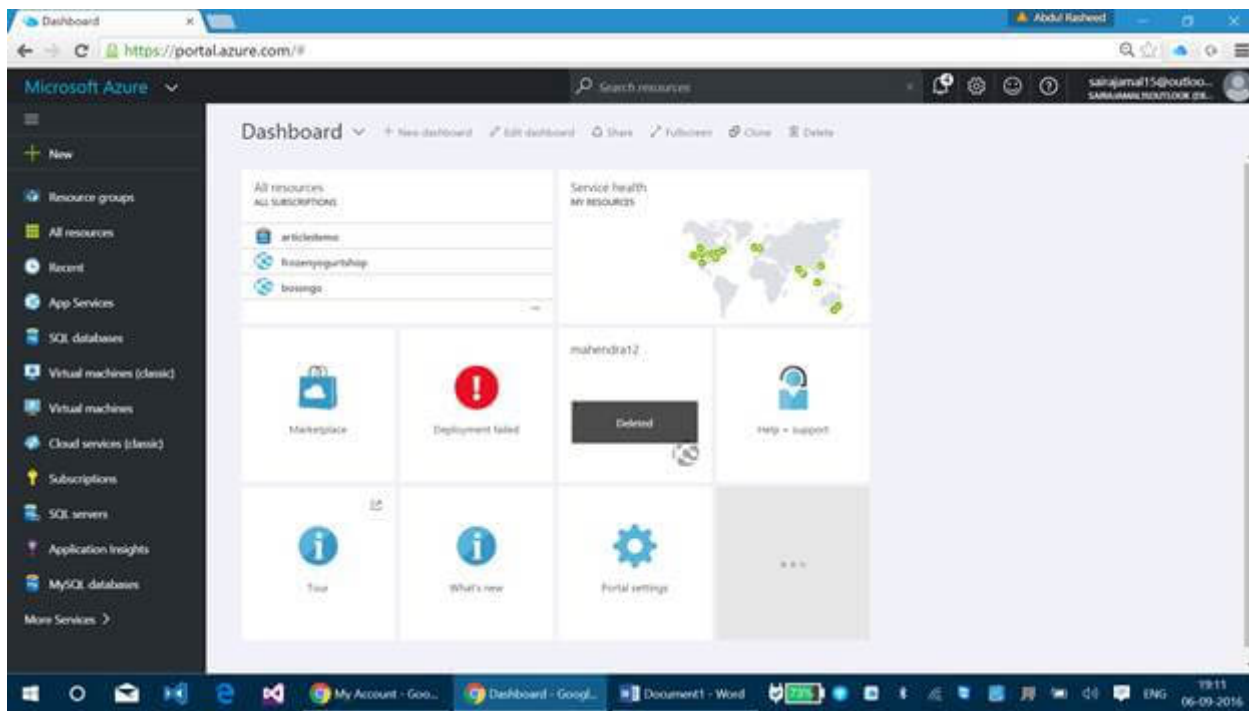 Dashboard
Abdul Rasheed
https://portal.azure.com/#
Microsoft Azure
Search resources
4
sairajamal15@outloo...
New
Resource groups
All resources
Recent
App Services
SQL databases
Virtual machines (classic)
Virtual machines
Cloud services (classic)
Subscriptions
SQL servers
Application Insights
MySQL databases
More Services
Dashboard
New dashboard
Edit dashboard
Share
Fullscreen
Clone
Delete
All resources
ALL SUBSCRIPTIONS
articledemo
frozenyogurtshop
Service health
MY RESOURCES
Marketplace
Deployment failed
mahendra12
Deleted
Help + support
Tour
What's new
Portal settings
My Account - Goo...
Dashboard - Googl...
Document1 - Word
73%
ENG
19:11
06-09-2016